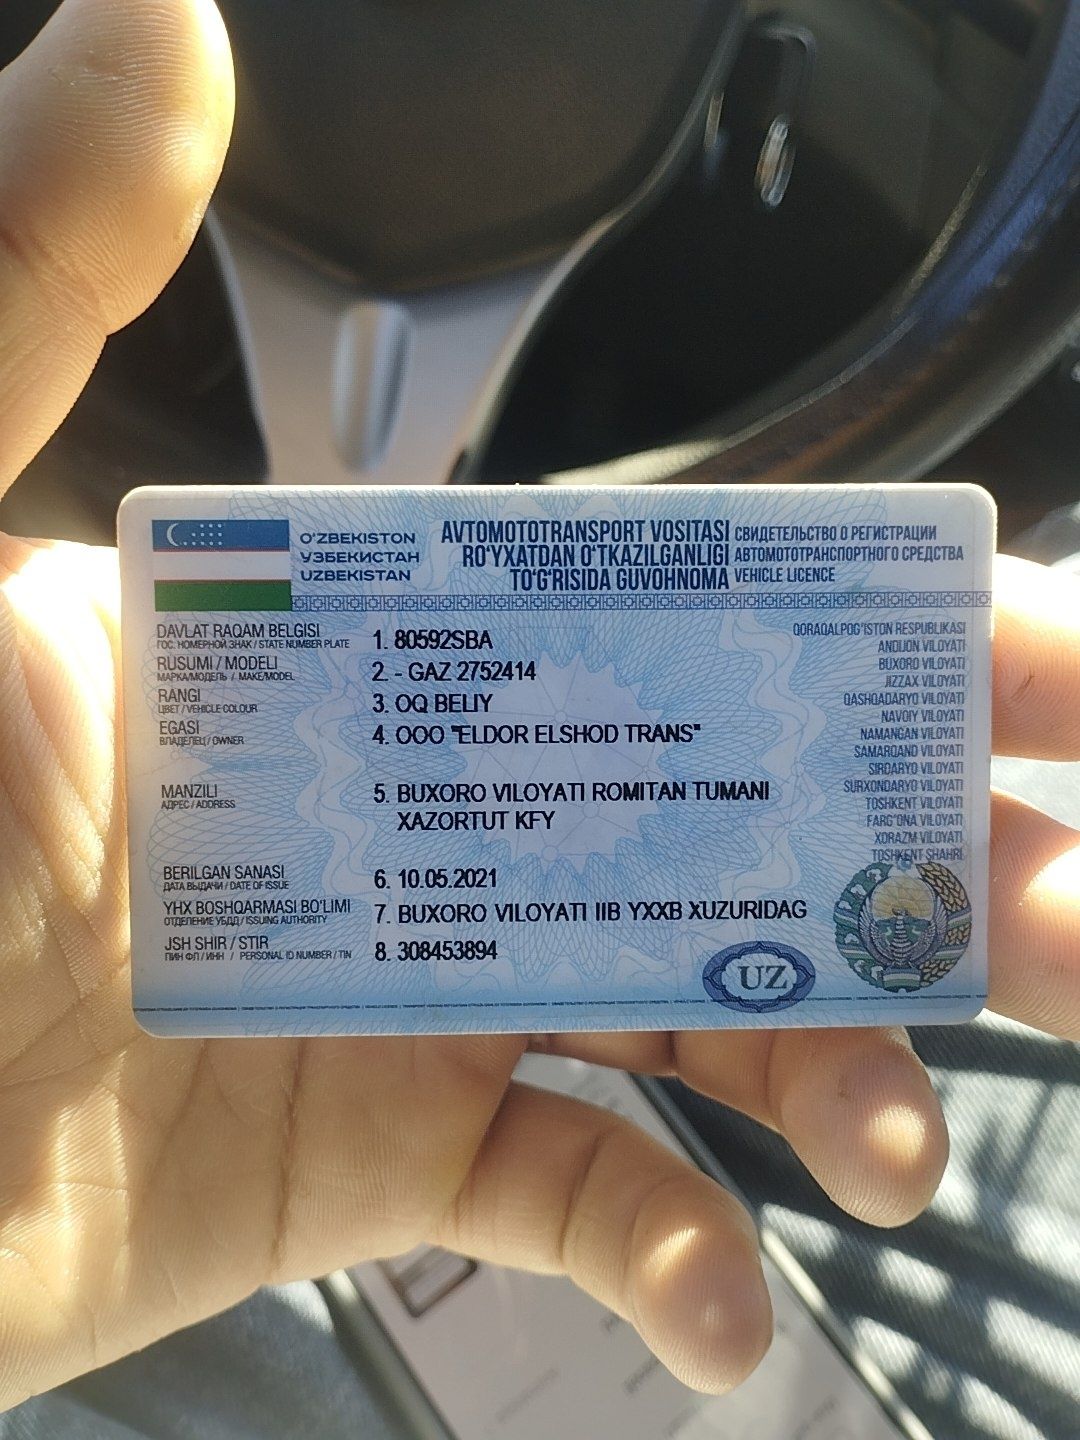 O'ZBEKISTON
УЗБЕКИСТАН
UZBEKISTAN
AVTOMOTOTRANSPORT VOSITASI
RO'YXATDAN O'TKAZILGANLIGI
TO'G'RISIDA GUVOHNOMA
СВИДЕТЕЛЬСТВО О РЕГИСТРАЦИИ
АВТОМОТОТРАНСПОРТНОГО СРЕДСТВА
VEHICLE LICENCE
DAVLAT RAQAM BELGISI
ГОС. НОМЕРНОЙ ЗНАК / STATE NUMBER PLATE
1. 80592SBA
RUSUMI / MODELI
МАРКА/МОДЕЛЬ / MAKE/MODEL
2. - GAZ 2752414
RANGI
ЦВЕТ / VEHICLE COLOUR
3. OQ BELIY
EGASI
ВЛАДЕЛЕЦ / OWNER
4. OOO "ELDOR ELSHOD TRANS"
MANZILI
АДРЕС / ADDRESS
5. BUXORO VILOYATI ROMITAN TUMANI
XAZORTUT KFY
BERILGAN SANASI
ДАТА ВЫДАЧИ / DATE OF ISSUE
6. 10.05.2021
YHX BOSHQARMASI BO'LIMI
ОТДЕЛЕНИЕ УБДД / ISSUING AUTHORITY
7. BUXORO VILOYATI IIB YXXB XUZURIDAG
JSH SHIR / STIR
ПИН ФЛ / ИНН / PERSONAL ID NUMBER / TIN
8. 308453894
QORAQALPOG'ISTON RESPUBLIKASI
ANDIJON VILOYATI
BUXORO VILOYATI
JIZZAX VILOYATI
QASHQADARYO VILOYATI
NAVOIY VILOYATI
NAMANGAN VILOYATI
SAMARQAND VILOYATI
SIRDARYO VILOYATI
SURXONDARYO VILOYATI
TOSHKENT VILOYATI
FARG'ONA VILOYATI
XORAZM VILOYATI
TOSHKENT SHAHRI
UZ